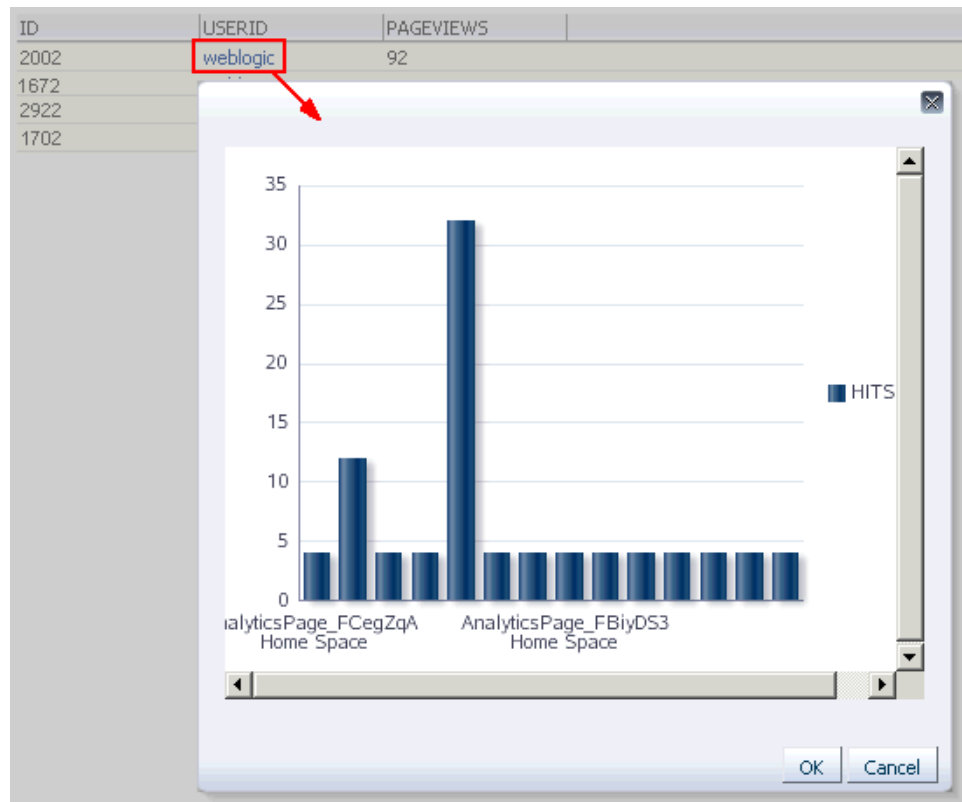 ID USERID PAGEVIEWS
2002 weblogic 92
1672
2922
1702
35
30
25
20
15
10
5
0
HITS
nalyticsPage_FCegZqA AnalyticsPage_FBiyDS3
Home Space Home Space
OK Cancel